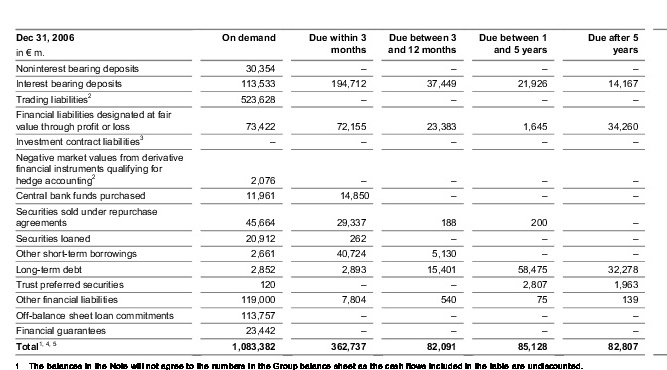 Dec 31, 2006 On demand Due within 3 Due between 3 Due between 1 Due after 5
in € m. months and 12 months and 5 years years
Noninterest bearing deposits 30,354 – – – –
Interest bearing deposits 113,533 194,712 37,449 21,926 14,167
Trading liabilities2 523,628 – – – –
Financial liabilities designated at fair
value through profit or loss 73,422 72,155 23,383 1,645 34,260
Investment contract liabilities3 – – – – –
Negative market values from derivative
financial instruments qualifying for
hedge accounting2 2,076 – – – –
Central bank funds purchased 11,961 14,850 – – –
Securities sold under repurchase
agreements 45,664 29,337 188 200 –
Securities loaned 20,912 262 – – –
Other short-term borrowings 2,661 40,724 5,130 – –
Long-term debt 2,852 2,893 15,401 58,475 32,278
Trust preferred securities 120 – – 2,807 1,963
Other financial liabilities 119,000 7,804 540 75 139
Off-balance sheet loan commitments 113,757 – – – –
Financial guarantees 23,442 – – – –
Total1, 4, 5 1,083,382 362,737 82,091 85,128 82,807
1 The balances in the Note will not agree to the numbers in the Group balance sheet as the cash flows included in the table are undiscounted.